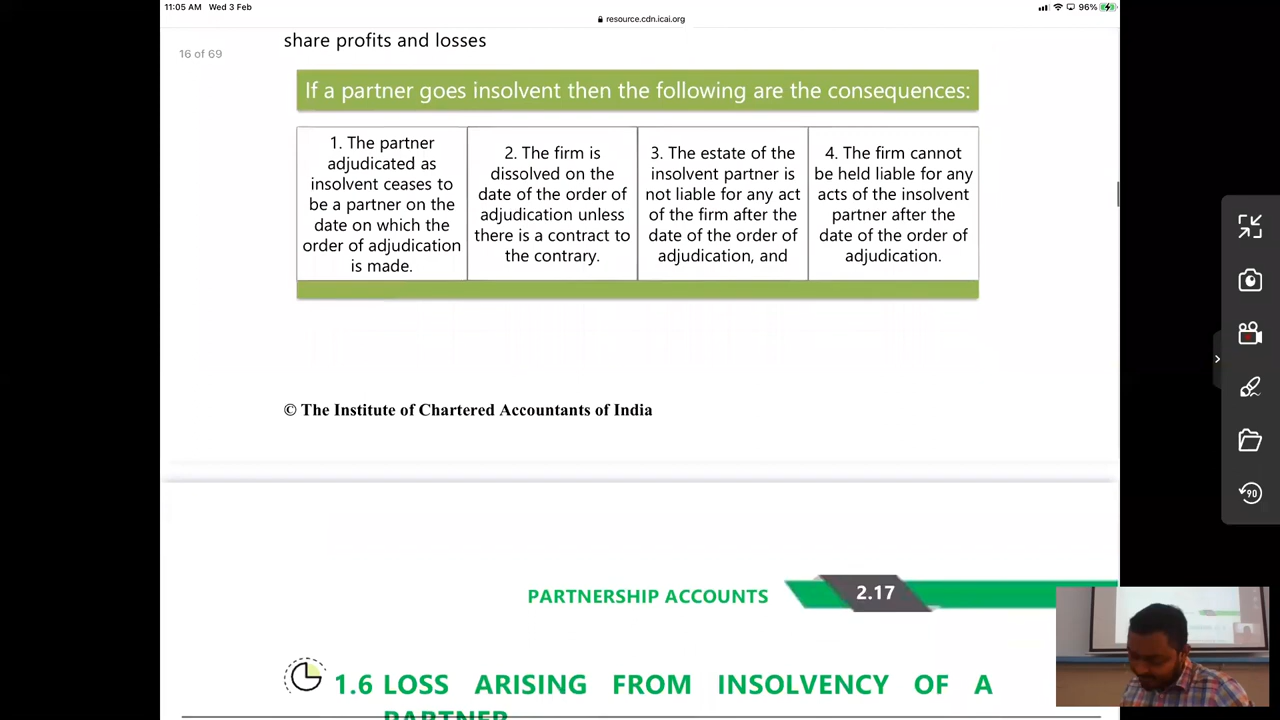 11:05 AM Wed 3 Feb
resource.cdn.icai.org
96%
share profits and losses
16 of 69
If a partner goes insolvent then the following are the consequences:
1. The partner
adjudicated as
insolvent ceases to
be a partner on the
date on which the
order of adjudication
is made.
2. The firm is
dissolved on the
date of the order of
adjudication unless
there is a contract to
the contrary.
3. The estate of the
insolvent partner is
not liable for any act
of the firm after the
date of the order of
adjudication, and
4. The firm cannot
be held liable for any
acts of the insolvent
partner after the
date of the order of
adjudication.
© The Institute of Chartered Accountants of India
PARTNERSHIP ACCOUNTS 2.17
1.6 LOSS ARISING FROM INSOLVENCY OF A
PARTNER
90